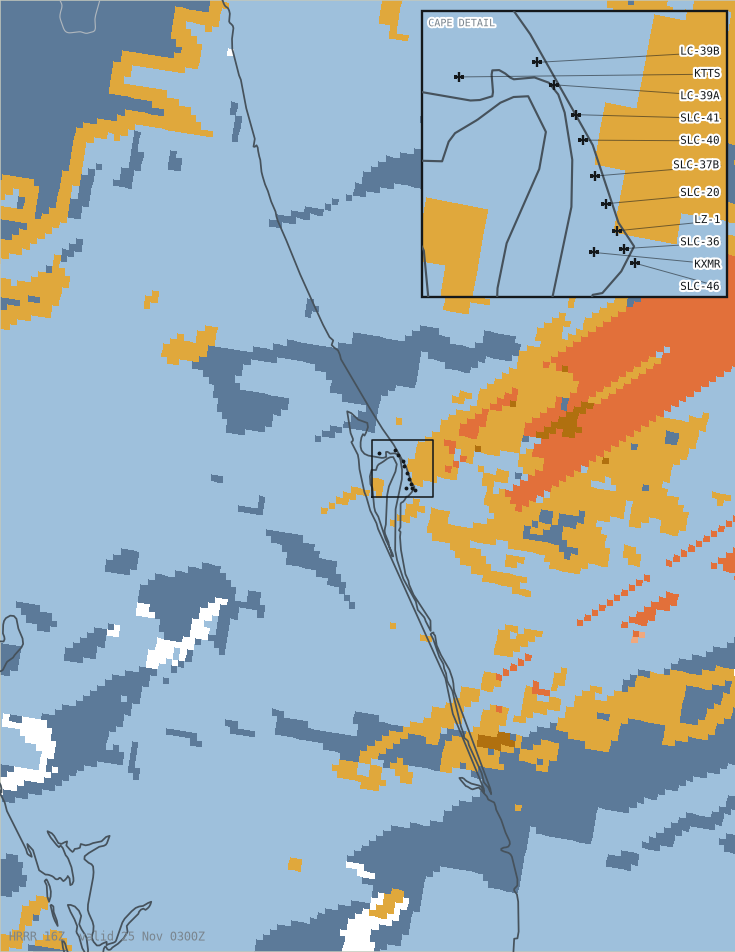 CAPE DETAIL
LC-39B
KTTS
LC-39A
SLC-41
SLC-40
SLC-37B
SLC-20
LZ-1
SLC-36
KXMR
SLC-46
HRRR 16Z valid 25 Nov 0300Z